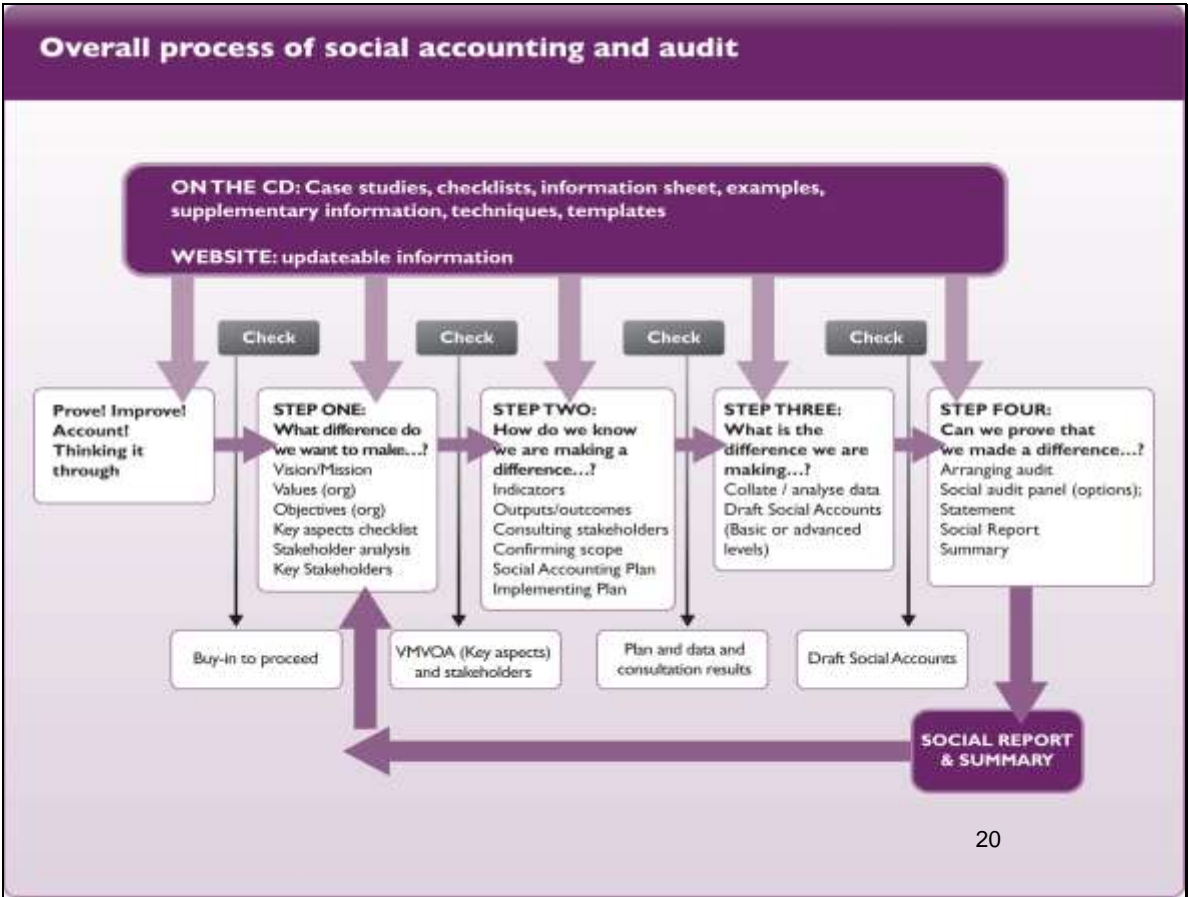 Overall process of social accounting and audit
ON THE CD: Case studies, checklists, information sheet, examples,
supplementary information, techniques, templates
WEBSITE: updateable information
Check
Check
Check
Check
Prove! Improve!
Account!
Thinking it
through
STEP ONE:
What difference do
we want to make...?
Vision/Mission
Values (org)
Objectives (org)
Key aspects checklist
Stakeholder analysis
Key Stakeholders
STEP TWO:
How do we know
we are making a
difference...?
Indicators
Outputs/outcomes
Consulting stakeholders
Confirming scope
Social Accounting Plan
Implementing Plan
STEP THREE:
What is the
difference we are
making...?
Collate / analyse data
Draft Social Accounts
(Basic or advanced
levels)
STEP FOUR:
Can we prove that
we made a difference...?
Arranging audit
Social audit panel (options);
Statement
Social Report
Summary
Buy-in to proceed
VMVOA (Key aspects)
and stakeholders
Plan and data and
consultation results
Draft Social Accounts
SOCIAL REPORT
& SUMMARY
20